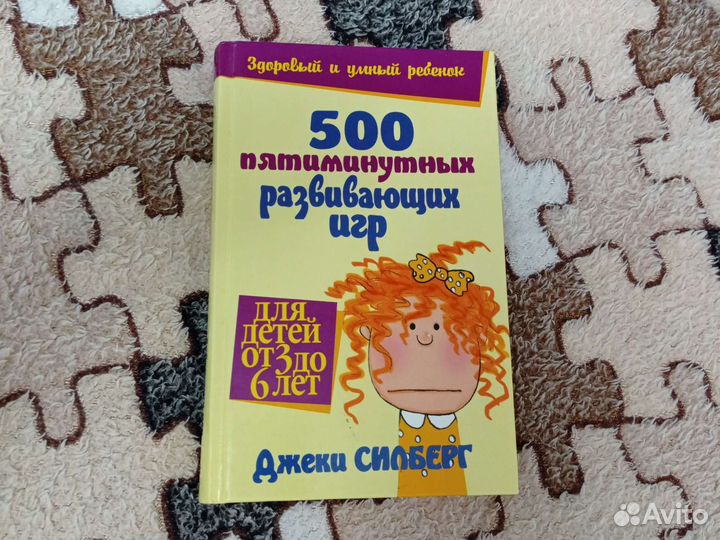 Здоровый и умный ребенок
500
пятиминутных
развивающих
игр
для
детей
от 3 до
6 лет
Джеки СИЛБЕРГ
Avito